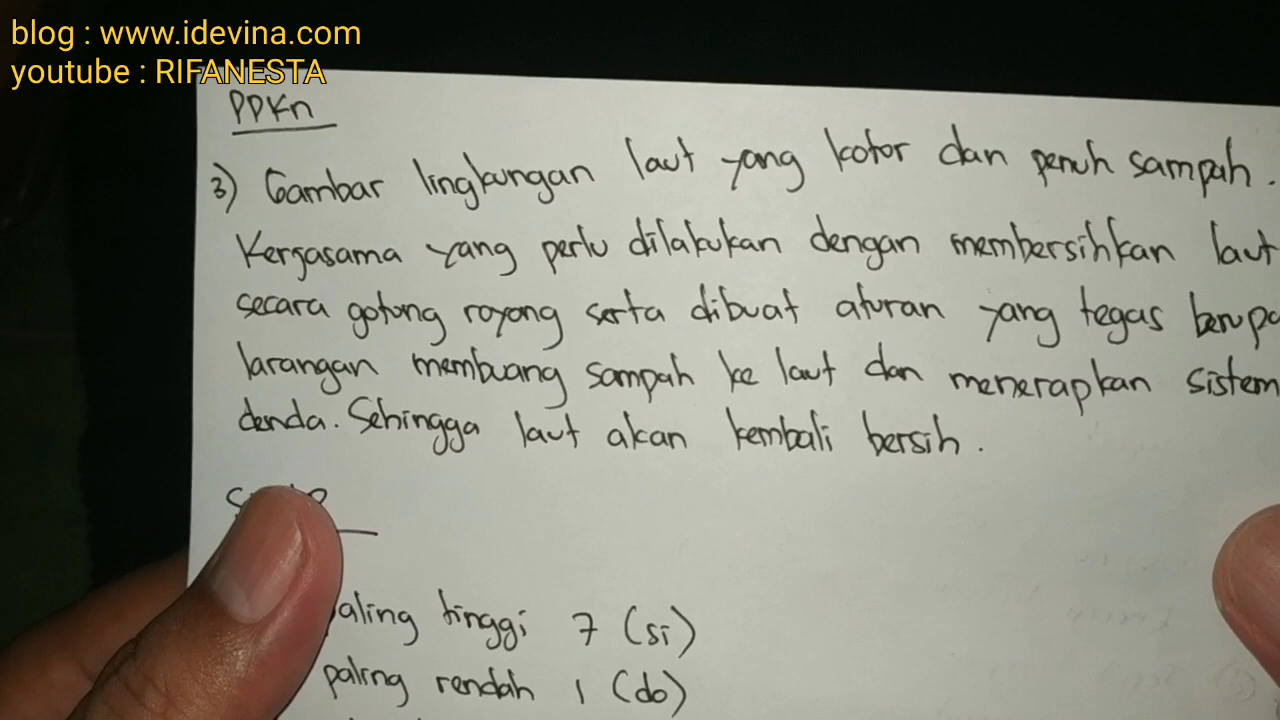 blog : www.idevina.com
youtube : RIFANESTA
PPKn
3) Gambar lingkungan laut yang kotor dan penuh sampah.
Kerjasama yang perlu dilakukan dengan membersihkan laut
secara gotong royong serta dibuat aturan yang tegas berupa
larangan membuang sampah ke laut dan menerapkan sistem
denda. Sehingga laut akan kembali bersih.
paling tinggi 7 (si)
paling rendah 1 (do)